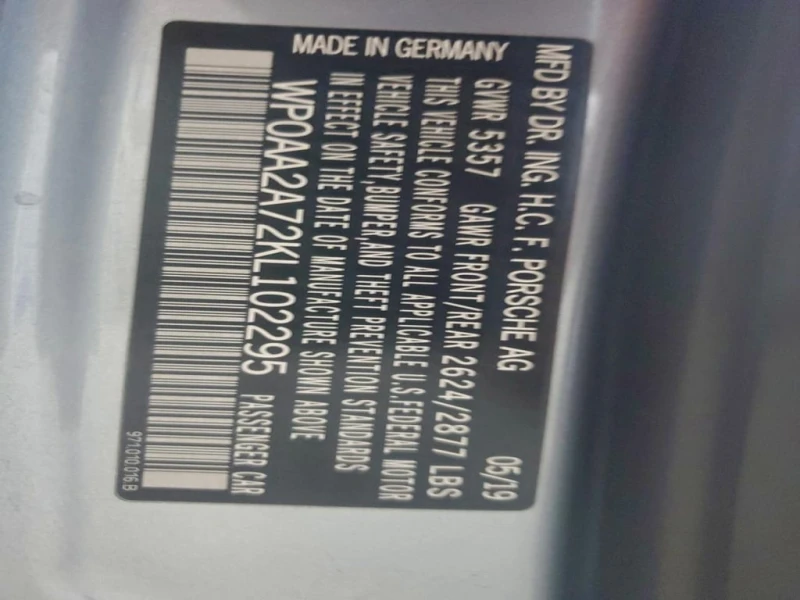 MFD BY DR. ING. H.C. F. PORSCHE AG
MADE IN GERMANY
05/19
GVWR 5357 GAWR FRONT/REAR 2624/2877 LBS
THIS VEHICLE CONFORMS TO ALL APPLICABLE U.S. FEDERAL MOTOR
VEHICLE SAFETY, BUMPER, AND THEFT PREVENTION STANDARDS
IN EFFECT ON THE DATE OF MANUFACTURE SHOWN ABOVE
WP0AA2A72KL102295 PASSENGER CAR
971.010.016.B